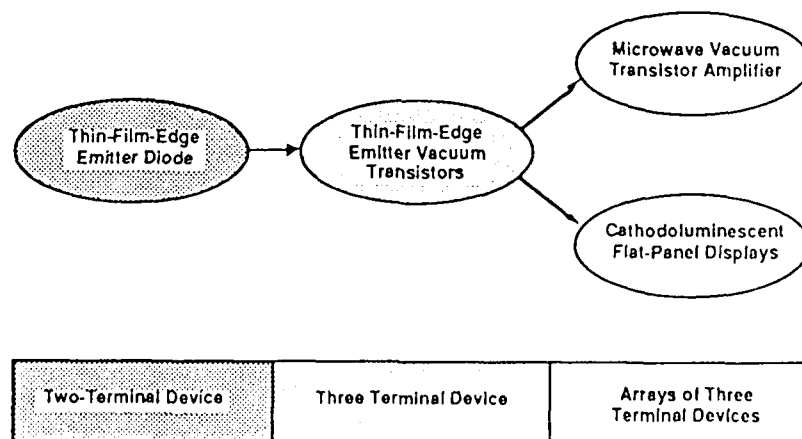 Microwave Vacuum
Transistor Amplifier
Thin-Film-Edge
Emitter Diode
Thin-Film-Edge
Emitter Vacuum
Transistors
Cathodoluminescent
Flat-Panel Displays
Two-Terminal Device
Three Terminal Device
Arrays of Three
Terminal Devices